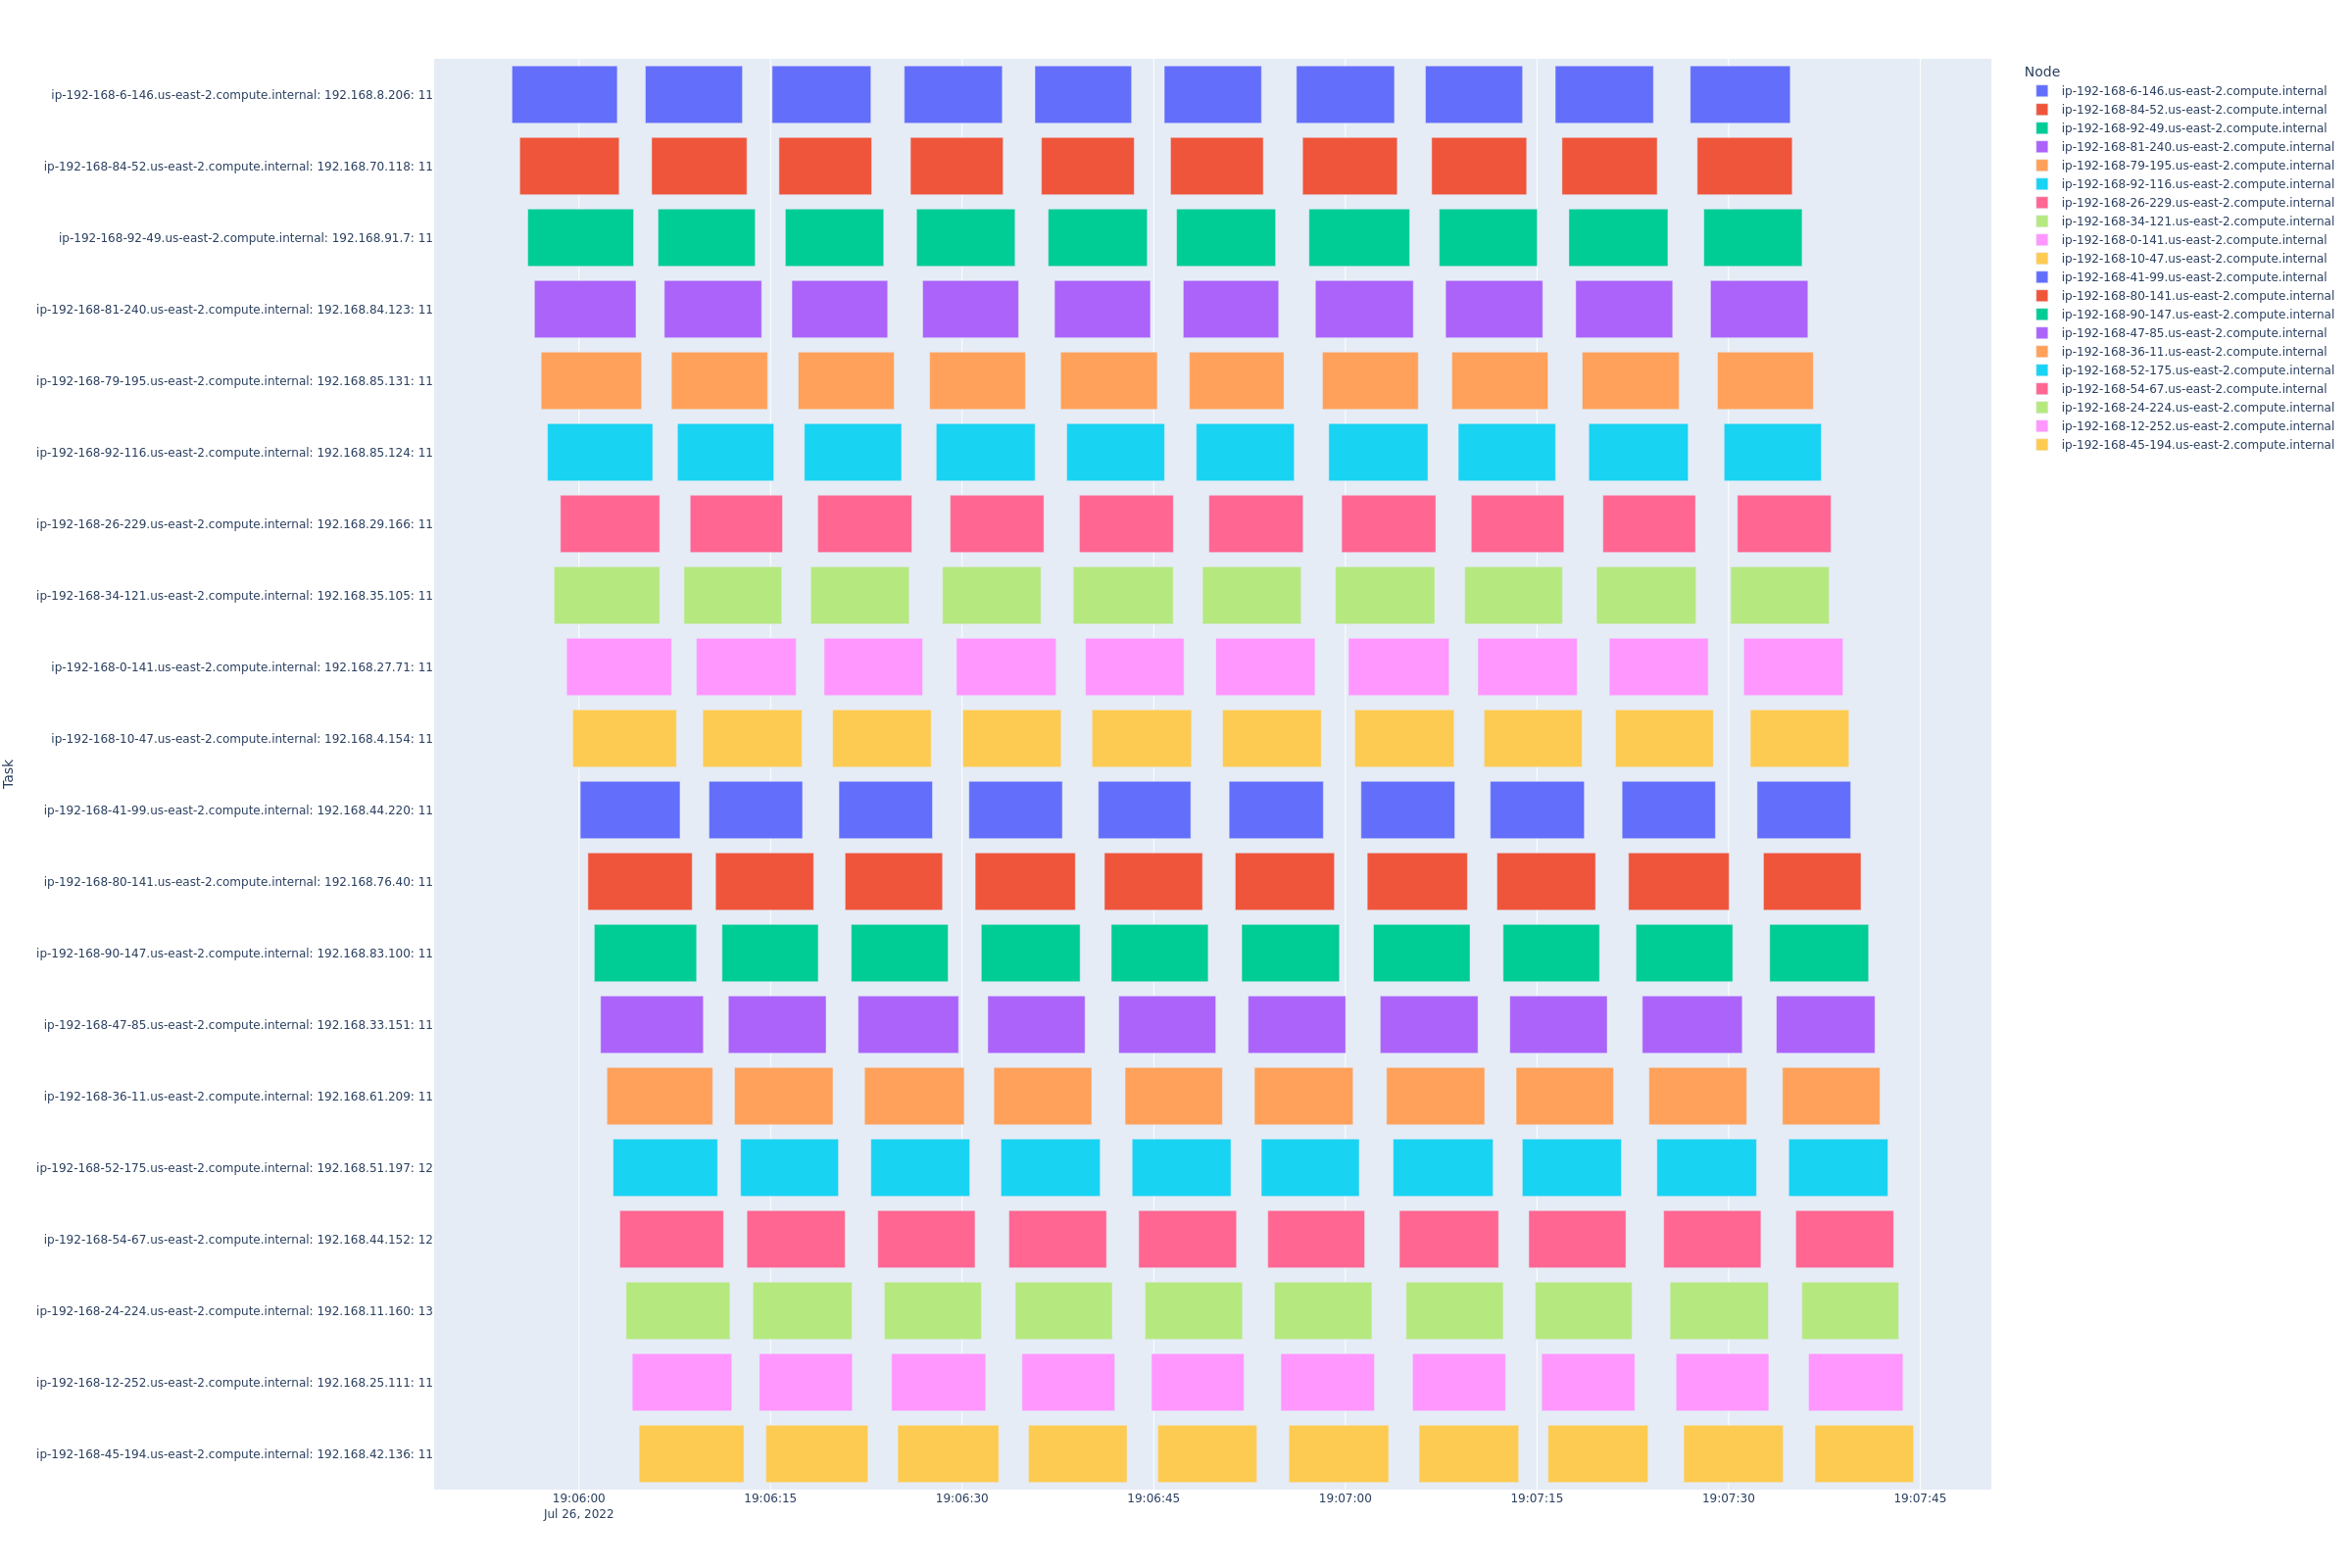 ip-192-168-6-146.us-east-2.compute.internal: 192.168.8.206: 11
ip-192-168-84-52.us-east-2.compute.internal: 192.168.70.118: 11
ip-192-168-92-49.us-east-2.compute.internal: 192.168.91.7: 11
ip-192-168-81-240.us-east-2.compute.internal: 192.168.84.123: 11
ip-192-168-79-195.us-east-2.compute.internal: 192.168.85.131: 11
ip-192-168-92-116.us-east-2.compute.internal: 192.168.85.124: 11
ip-192-168-26-229.us-east-2.compute.internal: 192.168.29.166: 11
ip-192-168-34-121.us-east-2.compute.internal: 192.168.35.105: 11
ip-192-168-0-141.us-east-2.compute.internal: 192.168.27.71: 11
ip-192-168-10-47.us-east-2.compute.internal: 192.168.4.154: 11
ip-192-168-41-99.us-east-2.compute.internal: 192.168.44.220: 11
ip-192-168-80-141.us-east-2.compute.internal: 192.168.76.40: 11
ip-192-168-90-147.us-east-2.compute.internal: 192.168.83.100: 11
ip-192-168-47-85.us-east-2.compute.internal: 192.168.33.151: 11
ip-192-168-36-11.us-east-2.compute.internal: 192.168.61.209: 11
ip-192-168-52-175.us-east-2.compute.internal: 192.168.51.197: 12
ip-192-168-54-67.us-east-2.compute.internal: 192.168.44.152: 12
ip-192-168-24-224.us-east-2.compute.internal: 192.168.11.160: 13
ip-192-168-12-252.us-east-2.compute.internal: 192.168.25.111: 11
ip-192-168-45-194.us-east-2.compute.internal: 192.168.42.136: 11
Task
19:06:00 19:06:15 19:06:30 19:06:45 19:07:00 19:07:15 19:07:30 19:07:45
Jul 26, 2022
Node
ip-192-168-6-146.us-east-2.compute.internal
ip-192-168-84-52.us-east-2.compute.internal
ip-192-168-92-49.us-east-2.compute.internal
ip-192-168-81-240.us-east-2.compute.internal
ip-192-168-79-195.us-east-2.compute.internal
ip-192-168-92-116.us-east-2.compute.internal
ip-192-168-26-229.us-east-2.compute.internal
ip-192-168-34-121.us-east-2.compute.internal
ip-192-168-0-141.us-east-2.compute.internal
ip-192-168-10-47.us-east-2.compute.internal
ip-192-168-41-99.us-east-2.compute.internal
ip-192-168-80-141.us-east-2.compute.internal
ip-192-168-90-147.us-east-2.compute.internal
ip-192-168-47-85.us-east-2.compute.internal
ip-192-168-36-11.us-east-2.compute.internal
ip-192-168-52-175.us-east-2.compute.internal
ip-192-168-54-67.us-east-2.compute.internal
ip-192-168-24-224.us-east-2.compute.internal
ip-192-168-12-252.us-east-2.compute.internal
ip-192-168-45-194.us-east-2.compute.internal